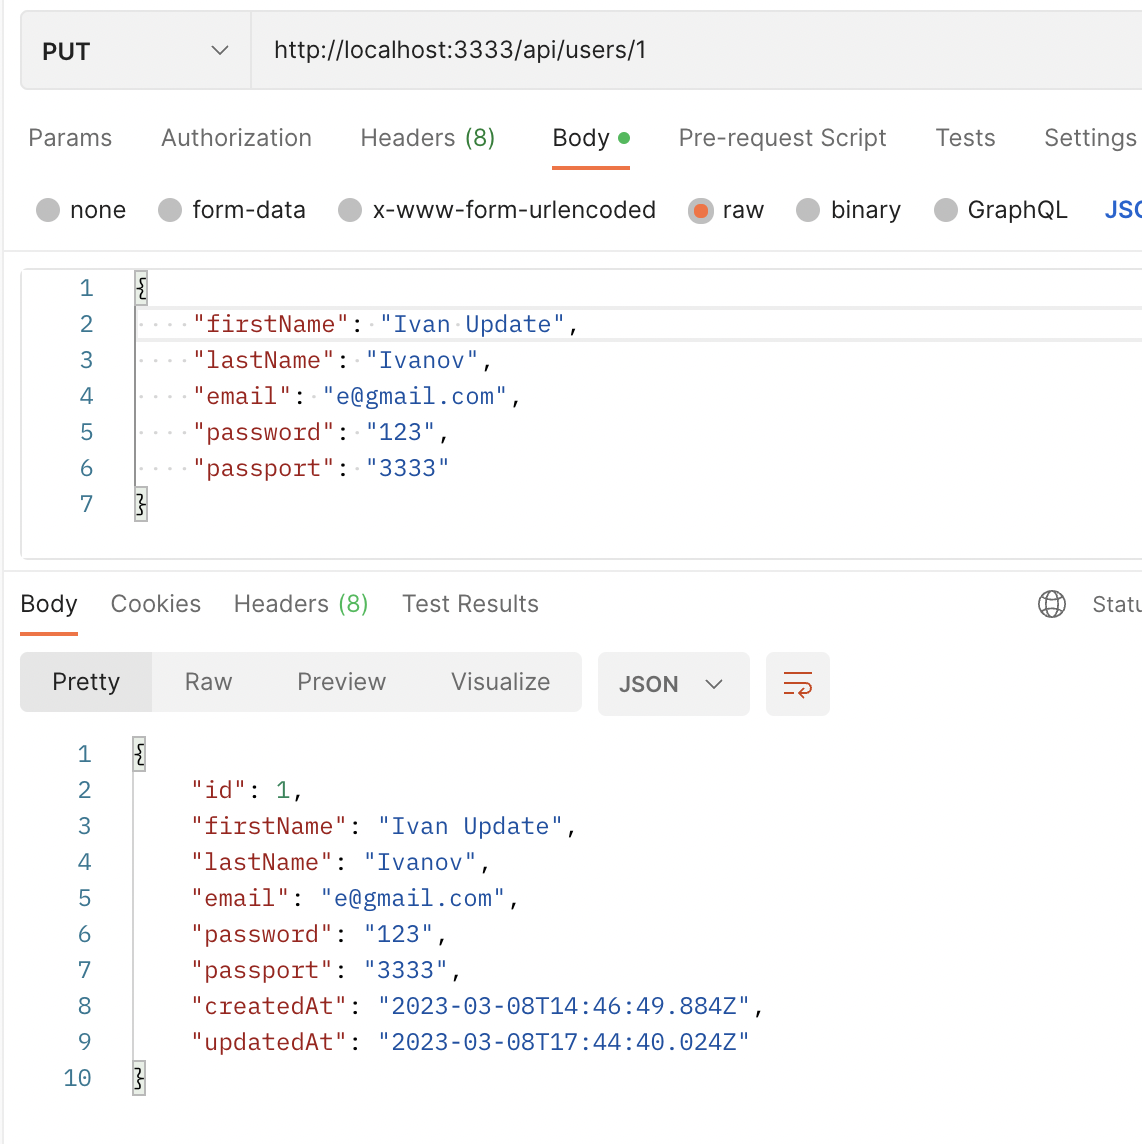 PUT http://localhost:3333/api/users/1
Params Authorization Headers (8) Body Pre-request Script Tests Settings
none form-data x-www-form-urlencoded raw binary GraphQL JSO
1 {
2 "firstName": "Ivan Update",
3 "lastName": "Ivanov",
4 "email": "e@gmail.com",
5 "password": "123",
6 "passport": "3333"
7 }
Body Cookies Headers (8) Test Results Statu
Pretty Raw Preview Visualize JSON
1 {
2 "id": 1,
3 "firstName": "Ivan Update",
4 "lastName": "Ivanov",
5 "email": "e@gmail.com",
6 "password": "123",
7 "passport": "3333",
8 "createdAt": "2023-03-08T14:46:49.884Z",
9 "updatedAt": "2023-03-08T17:44:40.024Z"
10 }